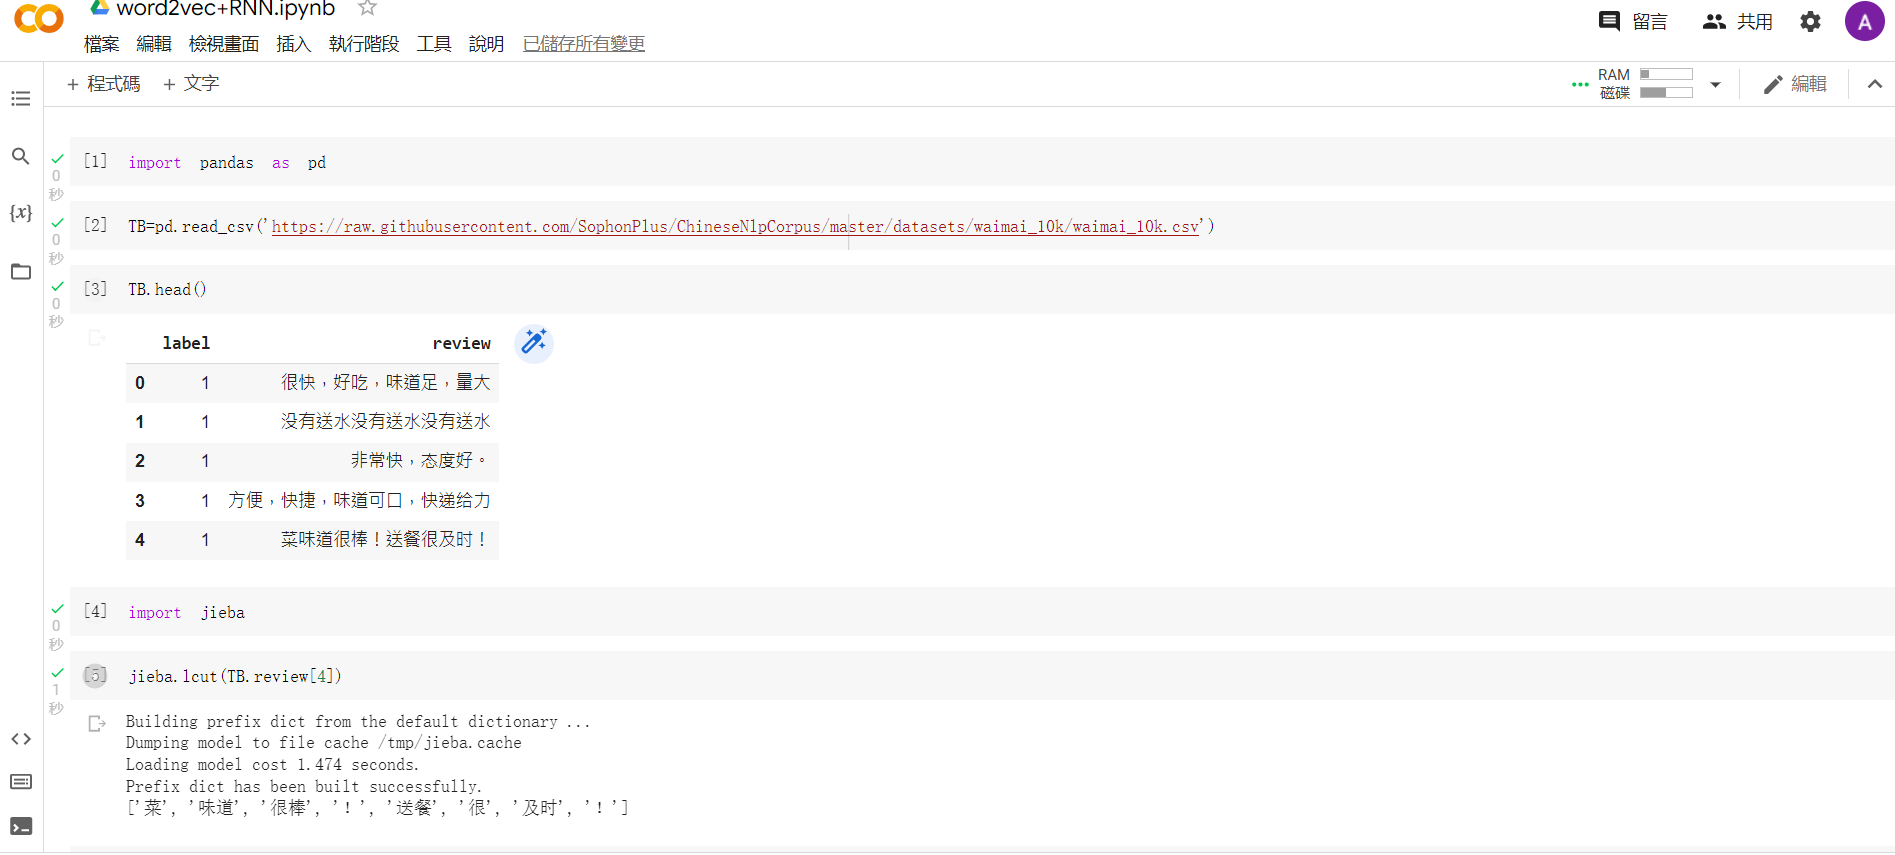 word2vec+RNN.ipynb
檔案 編輯 檢視畫面 插入 執行階段 工具 說明 已儲存所有變更
留言 共用 A
+ 程式碼 + 文字
RAM
磁碟
編輯
[1] import pandas as pd
0
秒
[2] TB=pd.read_csv('https://raw.githubusercontent.com/SophonPlus/ChineseNlpCorpus/master/datasets/waimai_10k/waimai_10k.csv')
0
秒
[3] TB.head()
0
秒
label review
0 1 很快，好吃，味道足，量大
1 1 没有送水没有送水没有送水
2 1 非常快，态度好。
3 1 方便，快捷，味道可口，快递给力
4 1 菜味道很棒！送餐很及时！
[4] import jieba
0
秒
[5] jieba.lcut(TB.review[4])
1
秒
Building prefix dict from the default dictionary ...
Dumping model to file cache /tmp/jieba.cache
Loading model cost 1.474 seconds.
Prefix dict has been built successfully.
['菜', '味道', '很棒', '！', '送餐', '很', '及时', '！']